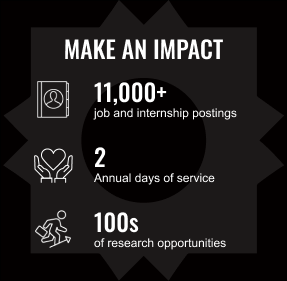 MAKE AN IMPACT
11,000+
job and internship postings
2
Annual days of service
100s
of research opportunities